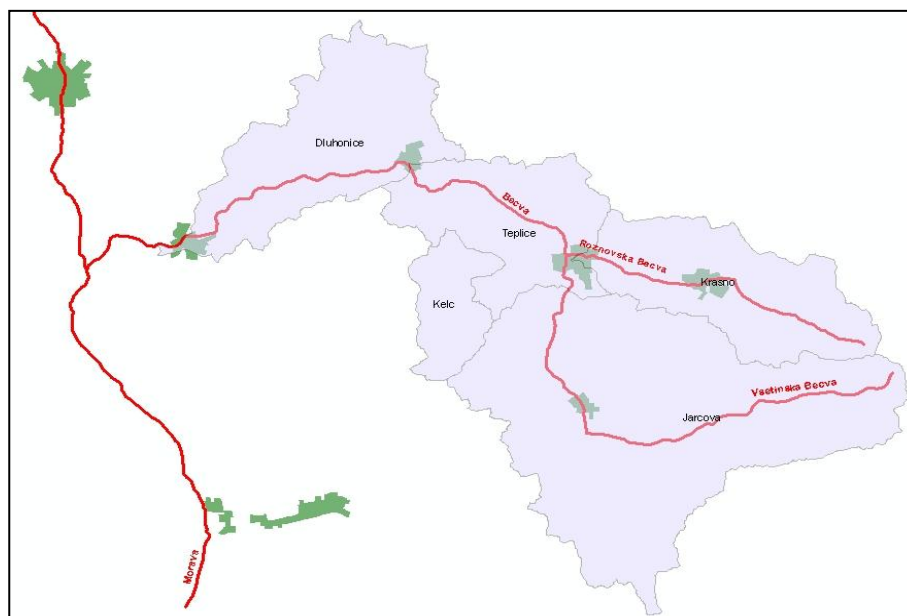 Dluhonice
Becva
Teplice
Roznovska Becva
Krasno
Kelc
Vsetinska Becva
Jarcova
Morava